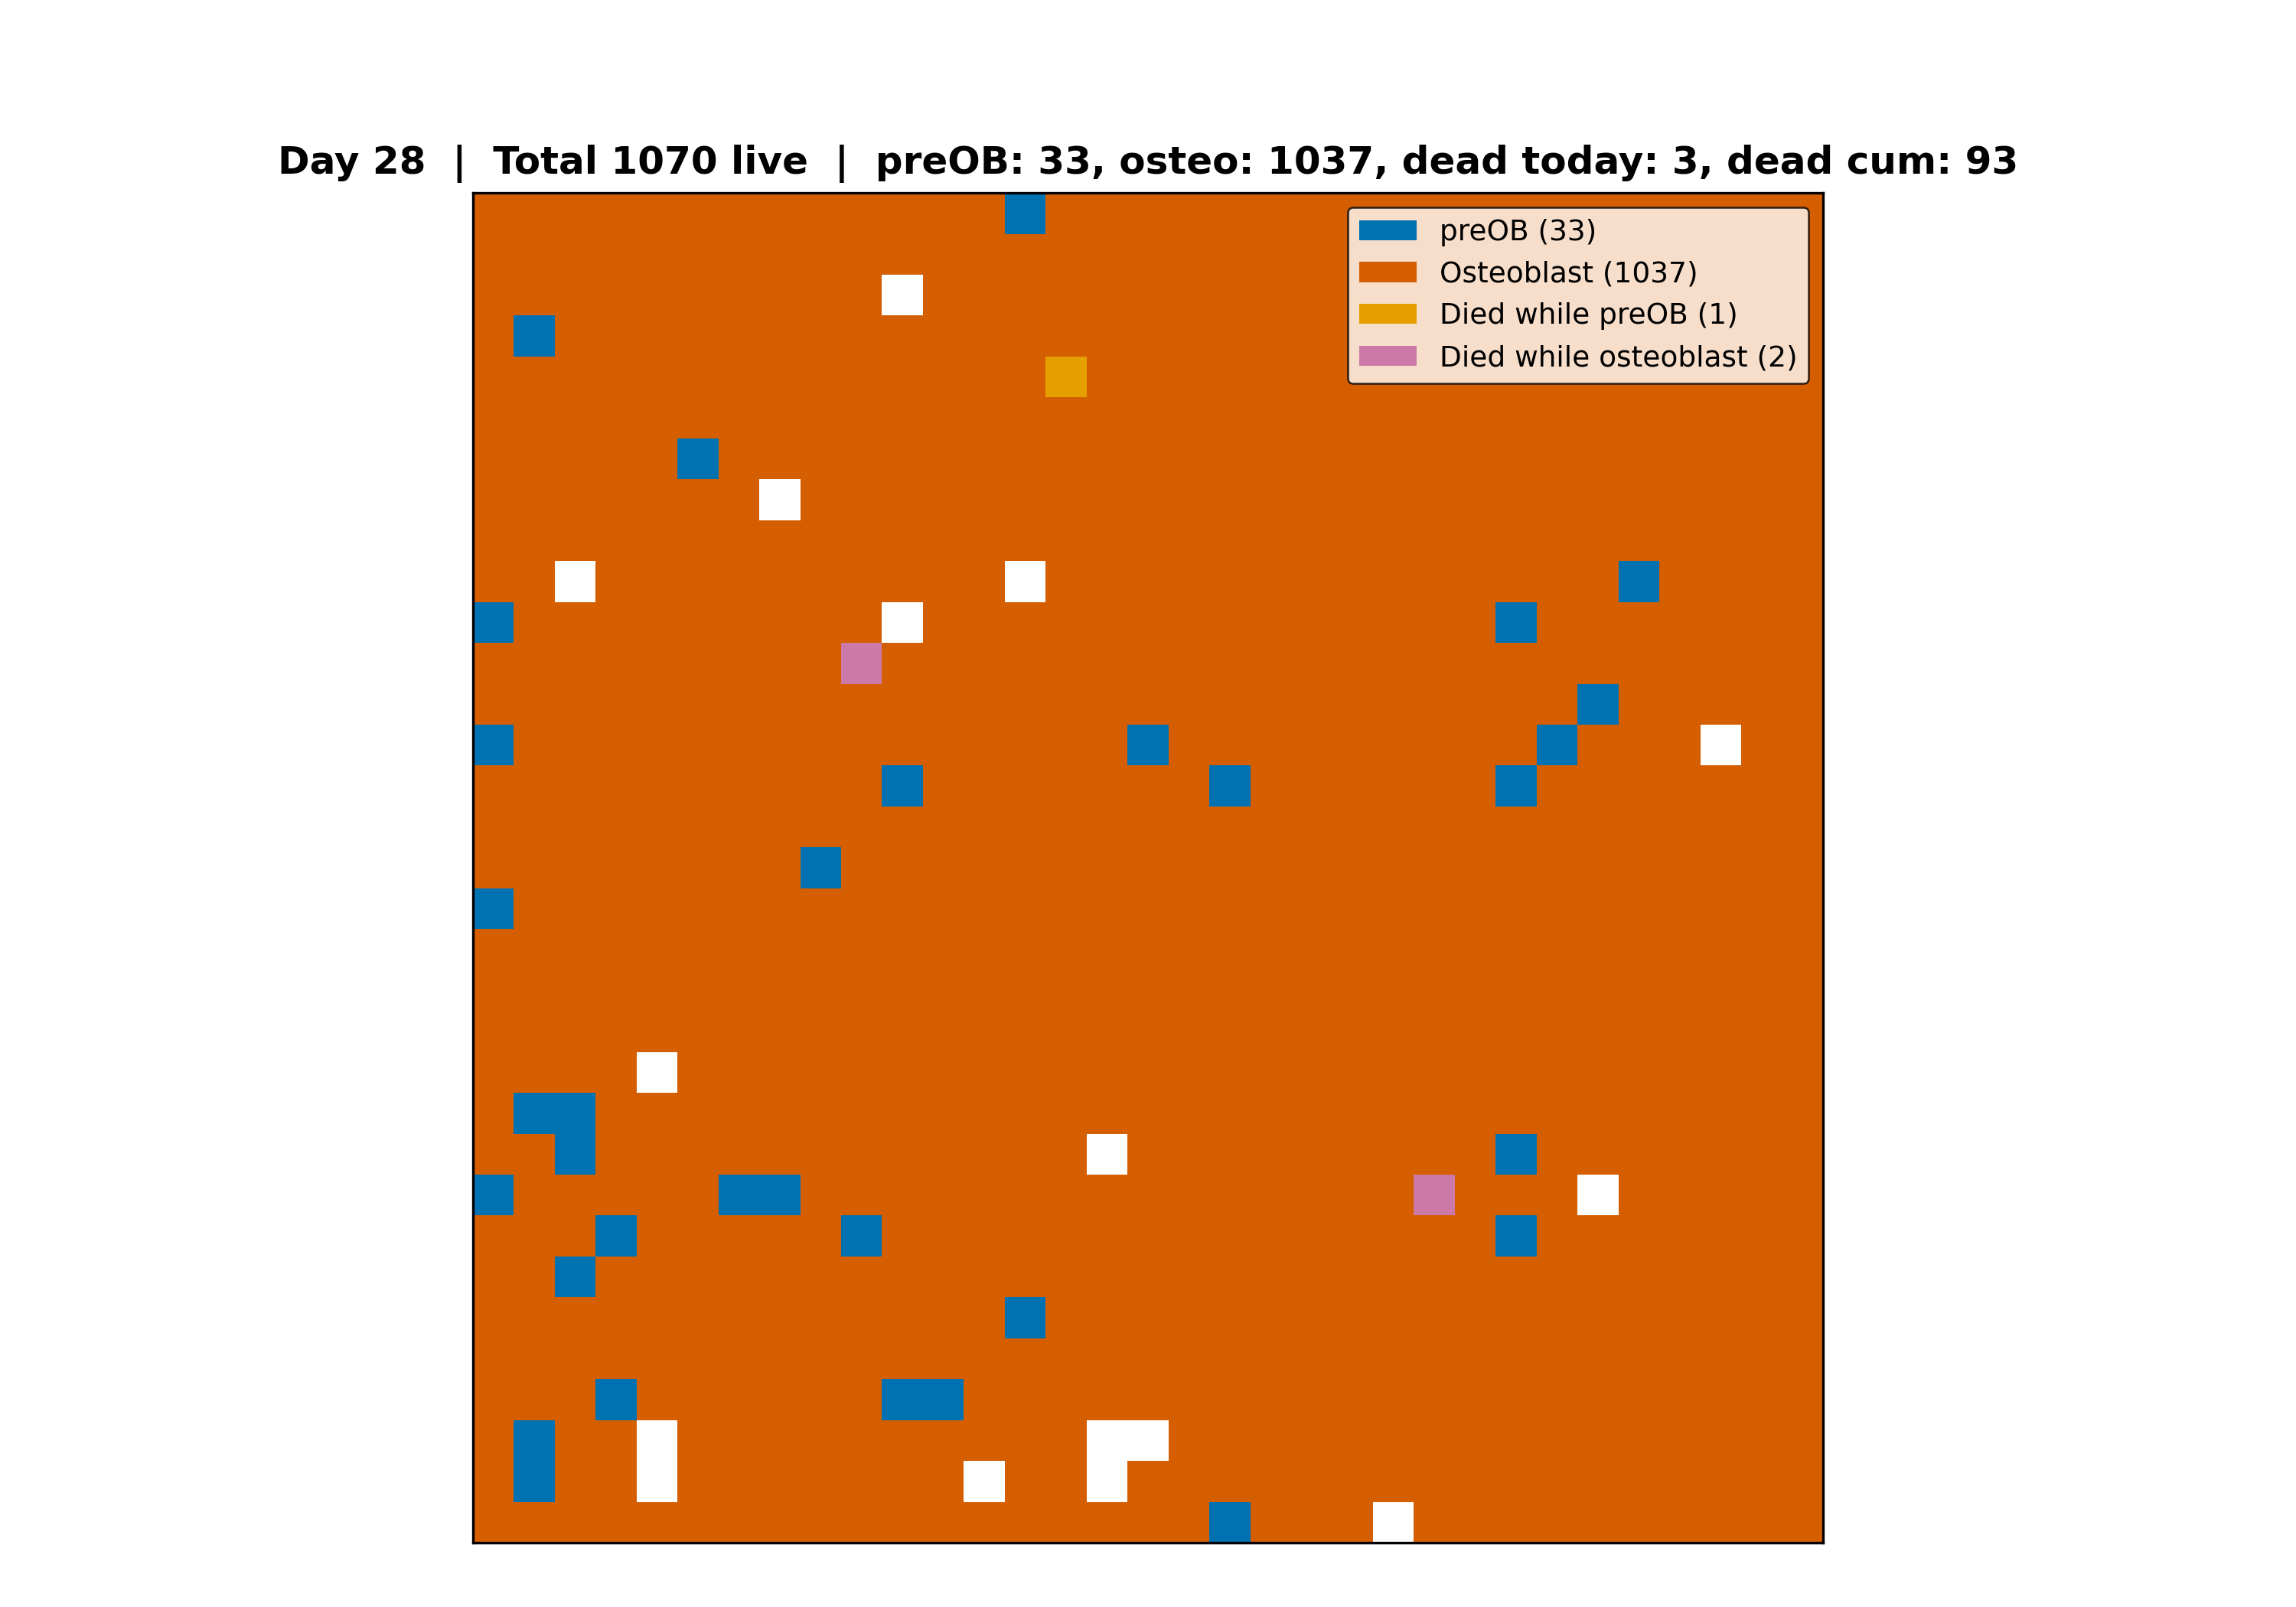 Day 28 | Total 1070 live | preOB: 33, osteo: 1037, dead today: 3, dead cum: 93
preOB (33)
Osteoblast (1037)
Died while preOB (1)
Died while osteoblast (2)